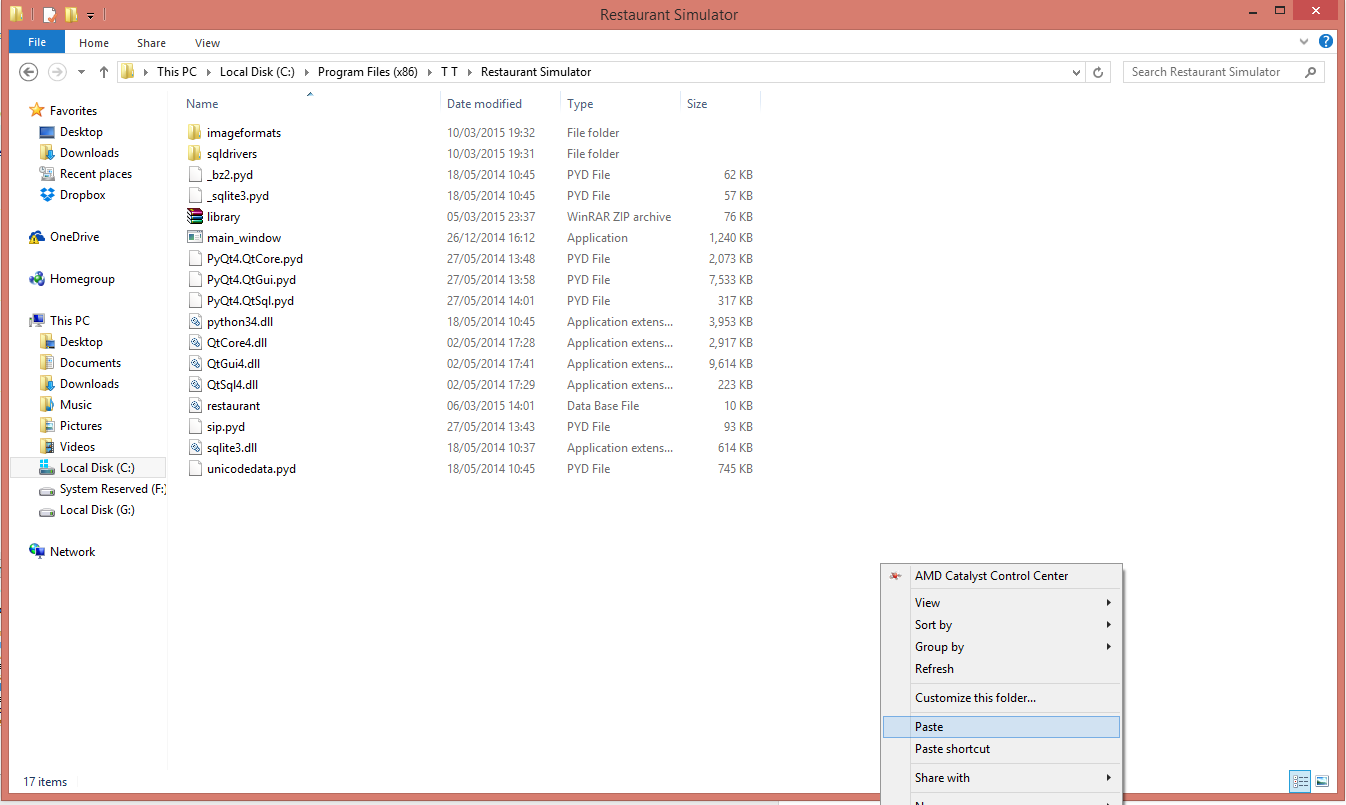 Restaurant Simulator
File Home Share View
This PC Local Disk (C:) Program Files (x86) T T Restaurant Simulator Search Restaurant Simulator
Favorites
Desktop
Downloads
Recent places
Dropbox
OneDrive
Homegroup
This PC
Desktop
Documents
Downloads
Music
Pictures
Videos
Local Disk (C:)
System Reserved (F:)
Local Disk (G:)
Network
Name Date modified Type Size
imageformats 10/03/2015 19:32 File folder
sqldrivers 10/03/2015 19:31 File folder
_bz2.pyd 18/05/2014 10:45 PYD File 62 KB
_sqlite3.pyd 18/05/2014 10:45 PYD File 57 KB
library 05/03/2015 23:37 WinRAR ZIP archive 76 KB
main_window 26/12/2014 16:12 Application 1,240 KB
PyQt4.QtCore.pyd 27/05/2014 13:48 PYD File 2,073 KB
PyQt4.QtGui.pyd 27/05/2014 13:58 PYD File 7,533 KB
PyQt4.QtSql.pyd 27/05/2014 14:01 PYD File 317 KB
python34.dll 18/05/2014 10:45 Application extens... 3,953 KB
QtCore4.dll 02/05/2014 17:28 Application extens... 2,917 KB
QtGui4.dll 02/05/2014 17:41 Application extens... 9,614 KB
QtSql4.dll 02/05/2014 17:29 Application extens... 223 KB
restaurant 06/03/2015 14:01 Data Base File 10 KB
sip.pyd 27/05/2014 13:43 PYD File 93 KB
sqlite3.dll 18/05/2014 10:37 Application extens... 614 KB
unicodedata.pyd 18/05/2014 10:45 PYD File 745 KB
AMD Catalyst Control Center
View
Sort by
Group by
Refresh
Customize this folder...
Paste
Paste shortcut
Share with
17 items